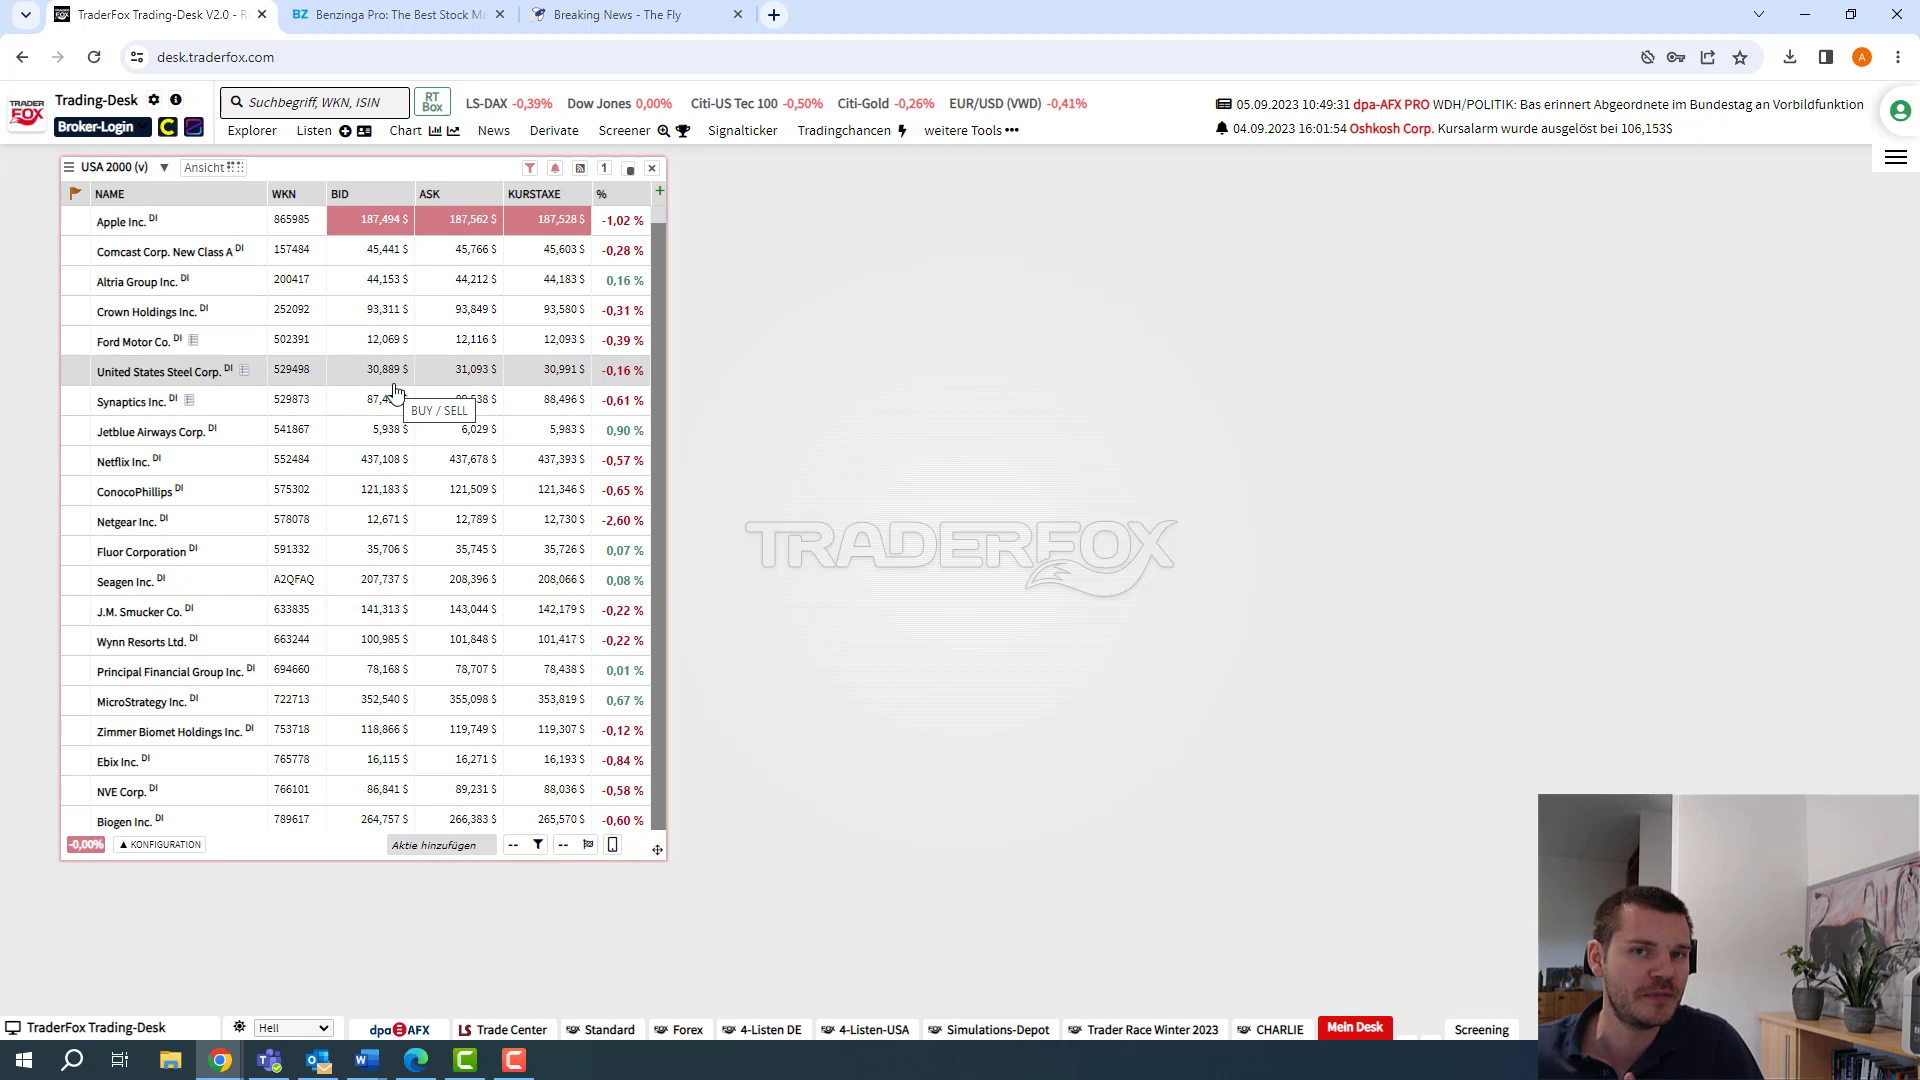 TraderFox Trading-Desk V2.0 - R
BZ Benzinga Pro: The Best Stock Ma
Breaking News - The Fly
desk.traderfox.com
A
TRADER FOX
Trading-Desk
Broker-Login
Suchbegriff, WKN, ISIN
RT Box
LS-DAX -0,39% Dow Jones 0,00% Citi-US Tec 100 -0,50% Citi-Gold -0,26% EUR/USD (VWD) -0,41%
05.09.2023 10:49:31 dpa-AFX PRO WDH/POLITIK: Bas erinnert Abgeordnete im Bundestag an Vorbildfunktion
04.09.2023 16:01:54 Oshkosh Corp. Kursalarm wurde ausgelöst bei 106,153$
Explorer Listen Chart News Derivate Screener Signalticker Tradingchancen weitere Tools
USA 2000 (v) Ansicht 1
NAME WKN BID ASK KURSTAXE %
Apple Inc. DI 865985 187,494 $ 187,562 $ 187,528 $ -1,02 %
Comcast Corp. New Class A DI 157484 45,441 $ 45,766 $ 45,603 $ -0,28 %
Altria Group Inc. DI 200417 44,153 $ 44,212 $ 44,183 $ 0,16 %
Crown Holdings Inc. DI 252092 93,311 $ 93,849 $ 93,580 $ -0,31 %
Ford Motor Co. DI 502391 12,069 $ 12,116 $ 12,093 $ -0,39 %
United States Steel Corp. DI 529498 30,889 $ 31,093 $ 30,991 $ -0,16 %
Synaptics Inc. DI 529873 88,496 $ -0,61 %
BUY / SELL
Jetblue Airways Corp. DI 541867 5,938 $ 6,029 $ 5,983 $ 0,90 %
Netflix Inc. DI 552484 437,108 $ 437,678 $ 437,393 $ -0,57 %
ConocoPhillips DI 575302 121,183 $ 121,509 $ 121,346 $ -0,65 %
Netgear Inc. DI 578078 12,671 $ 12,789 $ 12,730 $ -2,60 %
Fluor Corporation DI 591332 35,706 $ 35,745 $ 35,726 $ 0,07 %
Seagen Inc. DI A2QFAQ 207,737 $ 208,396 $ 208,066 $ 0,08 %
J.M. Smucker Co. DI 633835 141,313 $ 143,044 $ 142,179 $ -0,22 %
Wynn Resorts Ltd. DI 663244 100,985 $ 101,848 $ 101,417 $ -0,22 %
Principal Financial Group Inc. DI 694660 78,168 $ 78,707 $ 78,438 $ 0,01 %
MicroStrategy Inc. DI 722713 352,540 $ 355,098 $ 353,819 $ 0,67 %
Zimmer Biomet Holdings Inc. DI 753718 118,866 $ 119,749 $ 119,307 $ -0,12 %
Ebix Inc. DI 765778 16,115 $ 16,271 $ 16,193 $ -0,84 %
NVE Corp. DI 766101 86,841 $ 89,231 $ 88,036 $ -0,58 %
Biogen Inc. DI 789617 264,757 $ 266,383 $ 265,570 $ -0,60 %
-0,00% ▲ KONFIGURATION Aktie hinzufügen -- --
TRADERFOX
TraderFox Trading-Desk Hell dpa AFX LS Trade Center Standard Forex 4-Listen DE 4-Listen-USA Simulations-Depot Trader Race Winter 2023 CHARLIE Mein Desk Screening